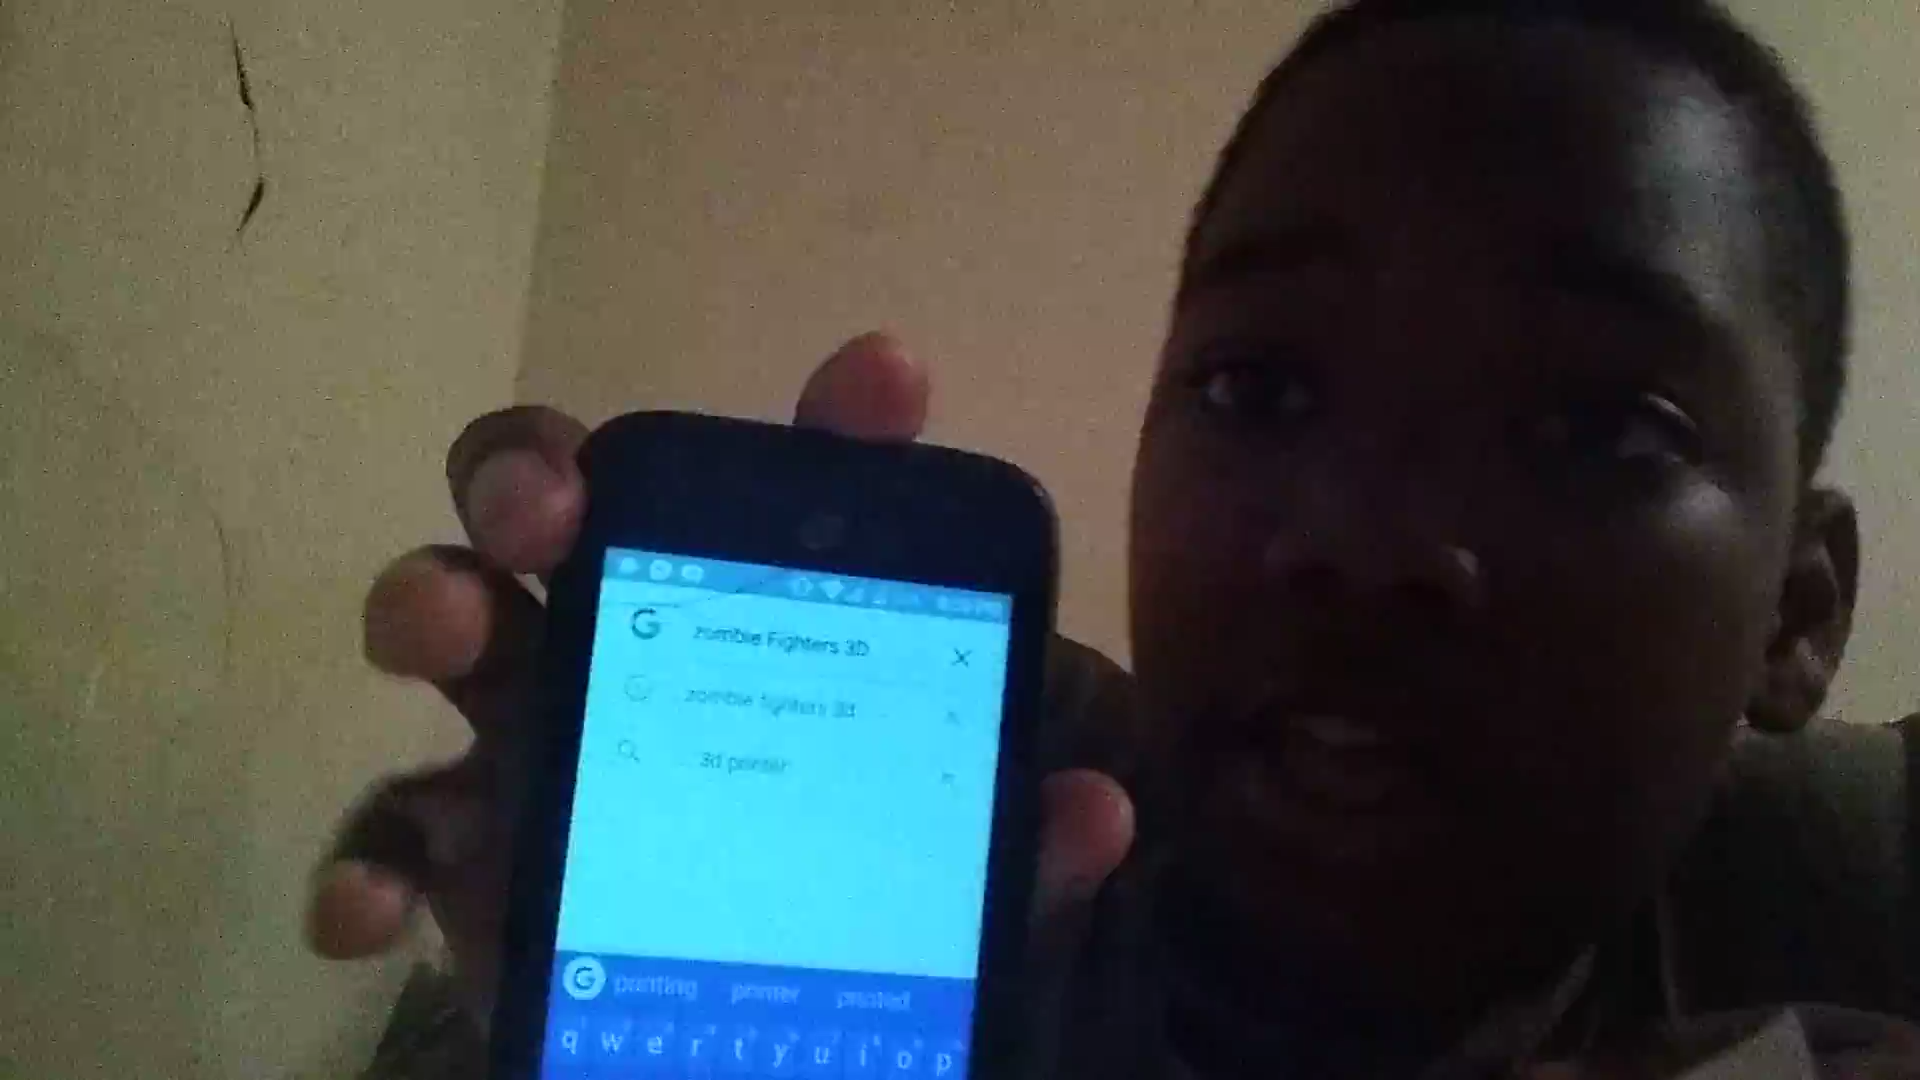 G zombie Fighters 3D X
zombie fighters 3d
... 3d printer
G printing printer printed
q w e r t y u i o p